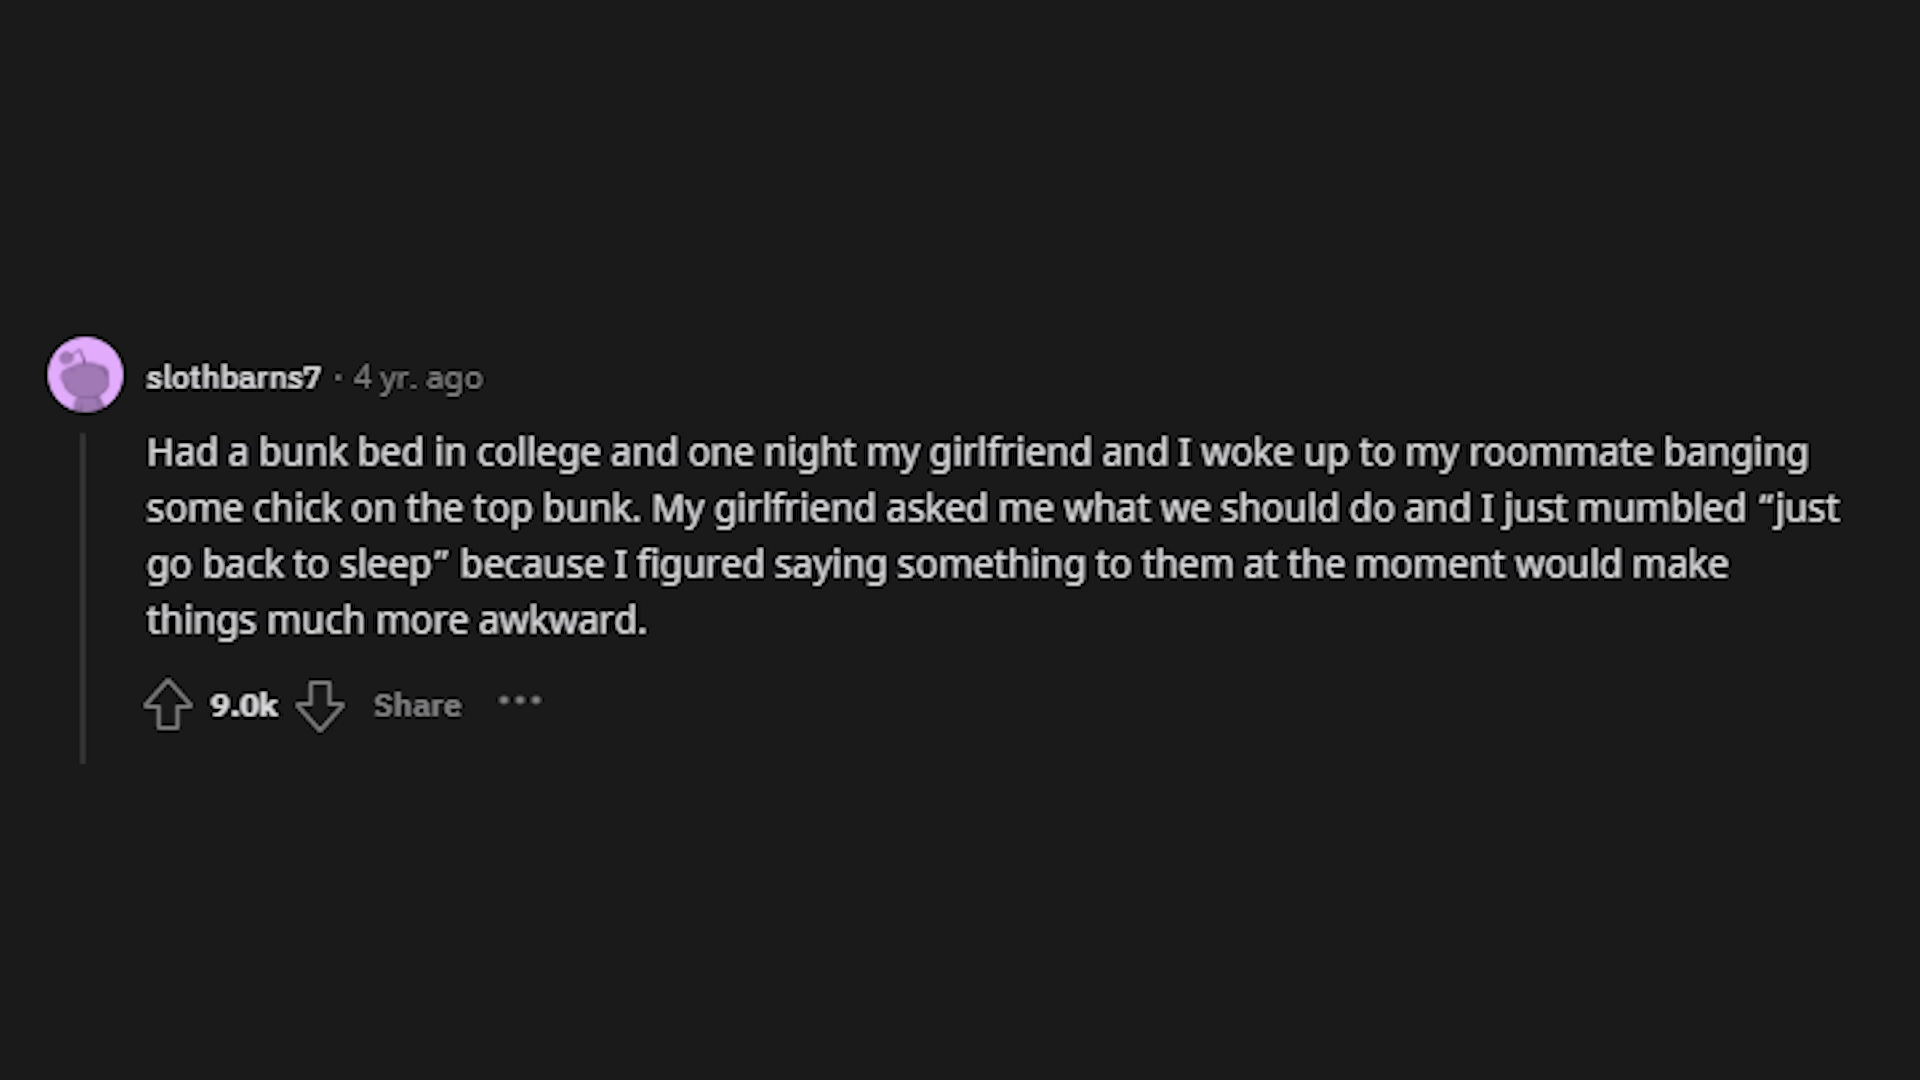 slothbarns7 · 4 yr. ago
Had a bunk bed in college and one night my girlfriend and I woke up to my roommate banging
some chick on the top bunk. My girlfriend asked me what we should do and I just mumbled “just
go back to sleep” because I figured saying something to them at the moment would make
things much more awkward.
9.0k Share ···